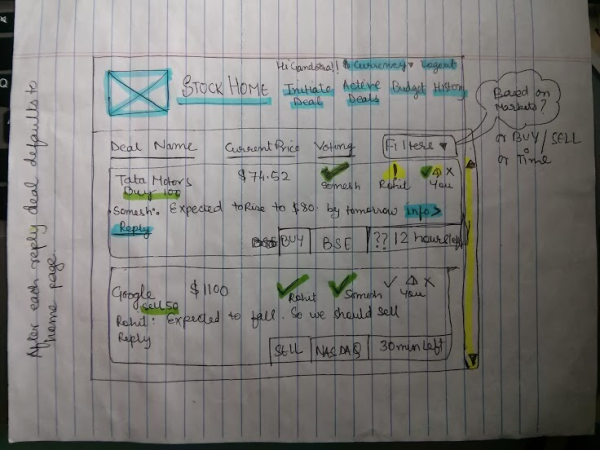 Hi Gandhara!! $ Currency ▾ Logout
STOCK HOME
Initiate Deal Active Deals Budget History
Based on Markets?
or BUY/SELL
or Time
Deal Name Current Price Voting Filters ▾
Tata Motors $74.52 ✓ ! ✓ △ X
Buy 100 Somesh Rohit You
Somesh: Expected to Rise to $80. by tomorrow info>
Reply
BUY BSE ?? 12 hours left
Google $1100 ✓ Rohit ✓ Somesh ✓ △ X
Sell 50 You
Rohit: Expected to fall. So we should sell
Reply
SELL NASDAQ 30 min left
After each reply deal defaults to
home page